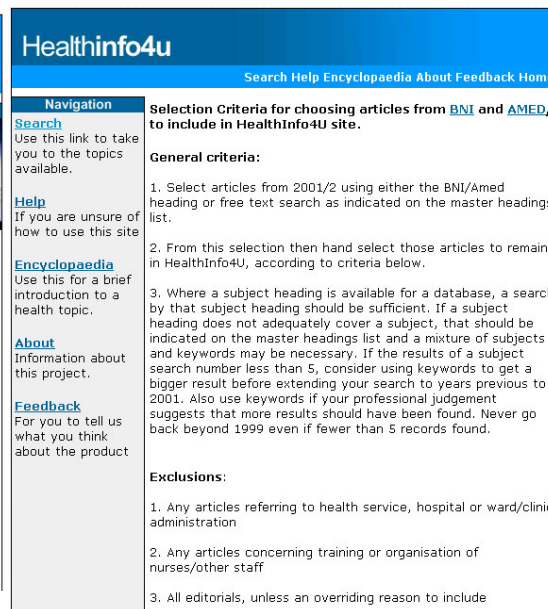 Healthinfo4u
Search Help Encyclopaedia About Feedback Hom
Navigation
Search
Use this link to take
you to the topics
available.
Help
If you are unsure of
how to use this site
Encyclopaedia
Use this for a brief
introduction to a
health topic.
About
Information about
this project.
Feedback
For you to tell us
what you think
about the product
Selection Criteria for choosing articles from BNI and AMED,
to include in HealthInfo4U site.
General criteria:
1. Select articles from 2001/2 using either the BNI/Amed
heading or free text search as indicated on the master headings
list.
2. From this selection then hand select those articles to remain
in HealthInfo4U, according to criteria below.
3. Where a subject heading is available for a database, a search
by that subject heading should be sufficient. If a subject
heading does not adequately cover a subject, that should be
indicated on the master headings list and a mixture of subjects
and keywords may be necessary. If the results of a subject
search number less than 5, consider using keywords to get a
bigger result before extending your search to years previous to
2001. Also use keywords if your professional judgement
suggests that more results should have been found. Never go
back beyond 1999 even if fewer than 5 records found.
Exclusions:
1. Any articles referring to health service, hospital or ward/clinic
administration
2. Any articles concerning training or organisation of
nurses/other staff
3. All editorials, unless an overriding reason to include